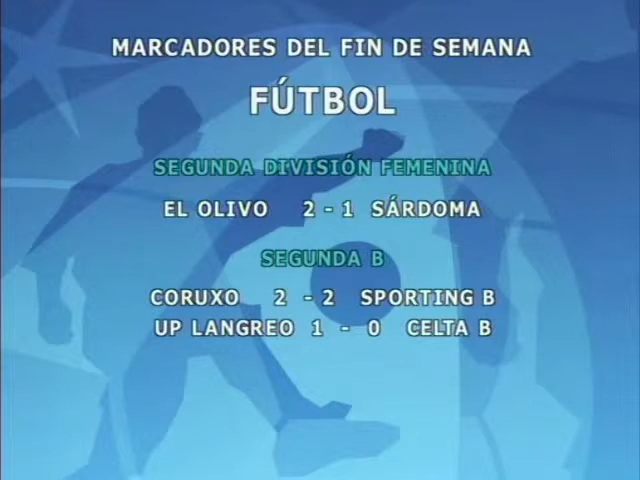 MARCADORES DEL FIN DE SEMANA
FÚTBOL
SEGUNDA DIVISIÓN FEMENINA
EL OLIVO 2 - 1 SÁRDOMA
SEGUNDA B
CORUXO 2 - 2 SPORTING B
UP LANGREO 1 - 0 CELTA B